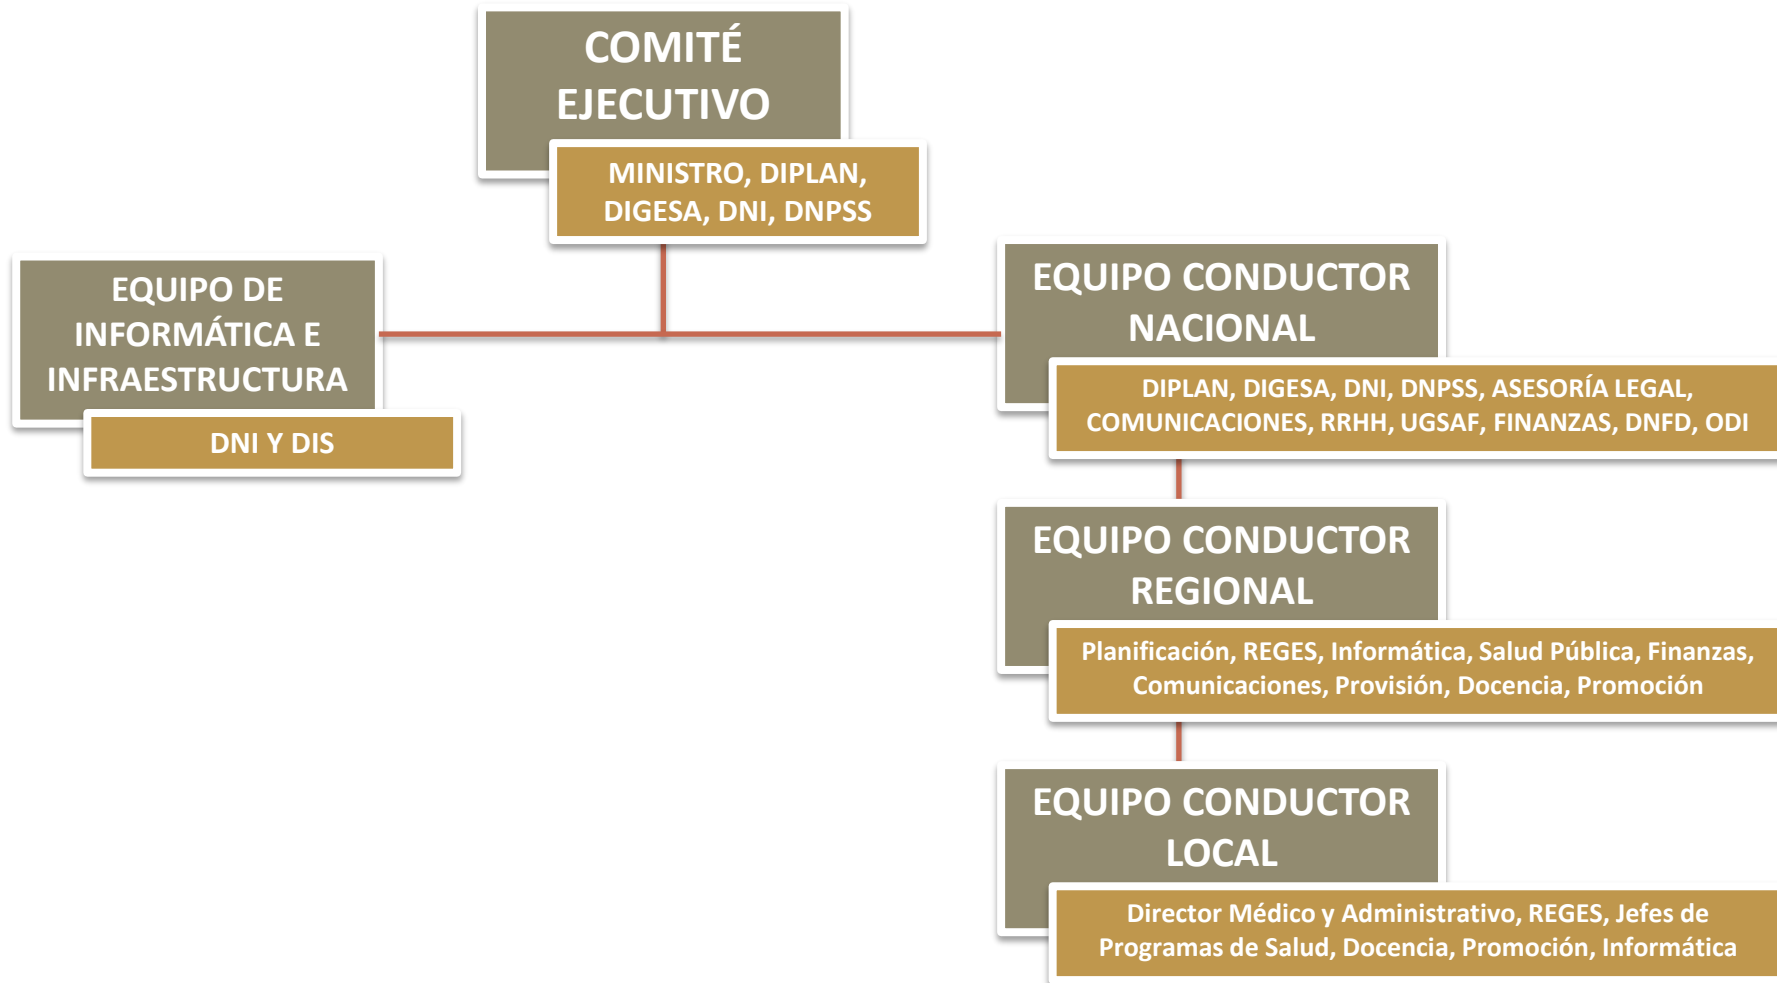 COMITÉ
EJECUTIVO
MINISTRO, DIPLAN,
DIGESA, DNI, DNPSS
EQUIPO DE
INFORMÁTICA E
INFRAESTRUCTURA
DNI Y DIS
EQUIPO CONDUCTOR
NACIONAL
DIPLAN, DIGESA, DNI, DNPSS, ASESORÍA LEGAL,
COMUNICACIONES, RRHH, UGSAF, FINANZAS, DNFD, ODI
EQUIPO CONDUCTOR
REGIONAL
Planificación, REGES, Informática, Salud Pública, Finanzas,
Comunicaciones, Provisión, Docencia, Promoción
EQUIPO CONDUCTOR
LOCAL
Director Médico y Administrativo, REGES, Jefes de
Programas de Salud, Docencia, Promoción, Informática